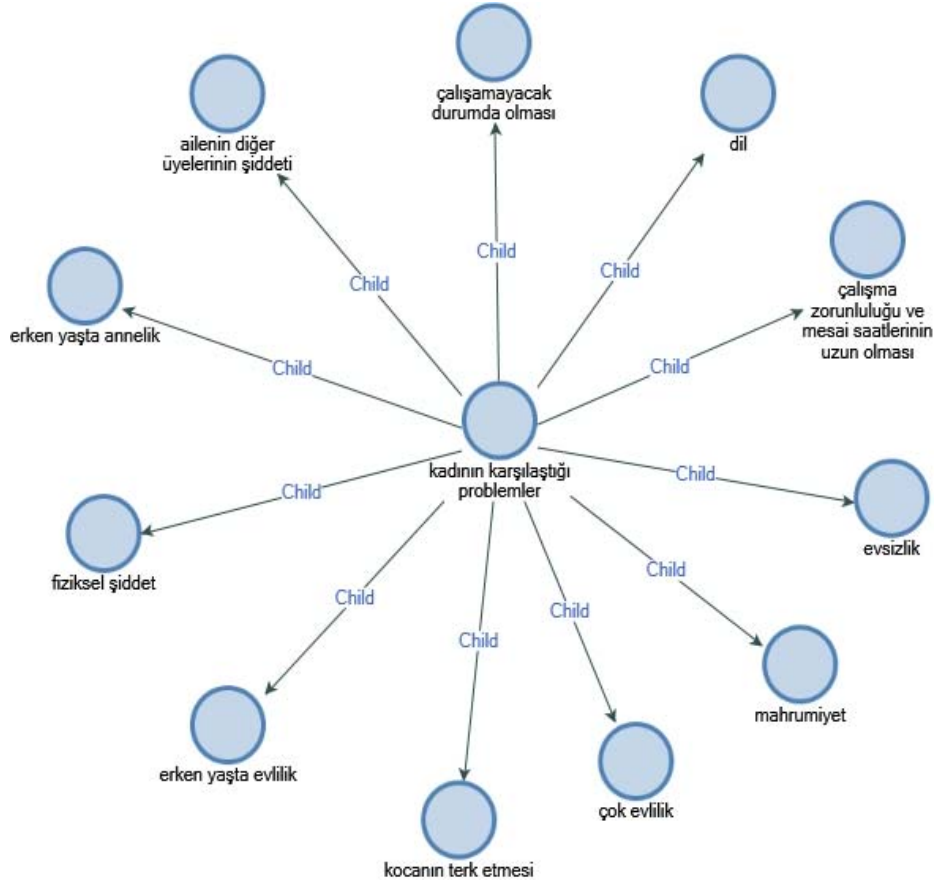 çalışamayacak
durumda olması
dil
ailenin diğer
üyelerinin şiddeti
Child
Child
Child
çalışma
zorunluluğu ve
mesai saatlerinin
uzun olması
erken yaşta annelik
Child
Child
kadının karşılaştığı
problemler
Child
Child
evsizlik
fiziksel şiddet
Child
Child
Child
Child
mahrumiyet
erken yaşta evlilik
çok evlilik
kocanın terk etmesi